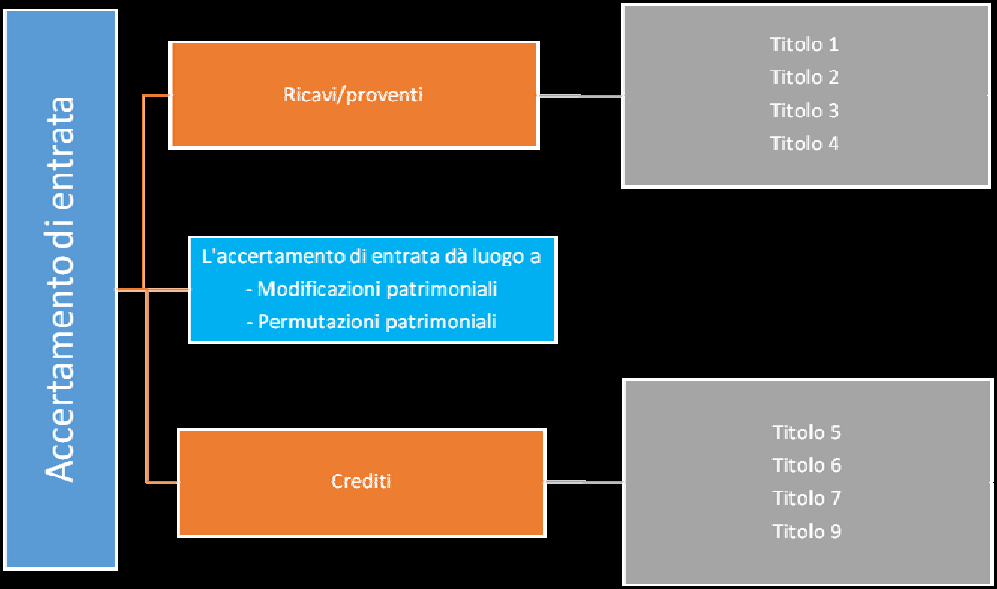 Accertamento di entrata
Ricavi/proventi
Titolo 1
Titolo 2
Titolo 3
Titolo 4
L'accertamento di entrata dà luogo a
- Modificazioni patrimoniali
- Permutazioni patrimoniali
Crediti
Titolo 5
Titolo 6
Titolo 7
Titolo 9